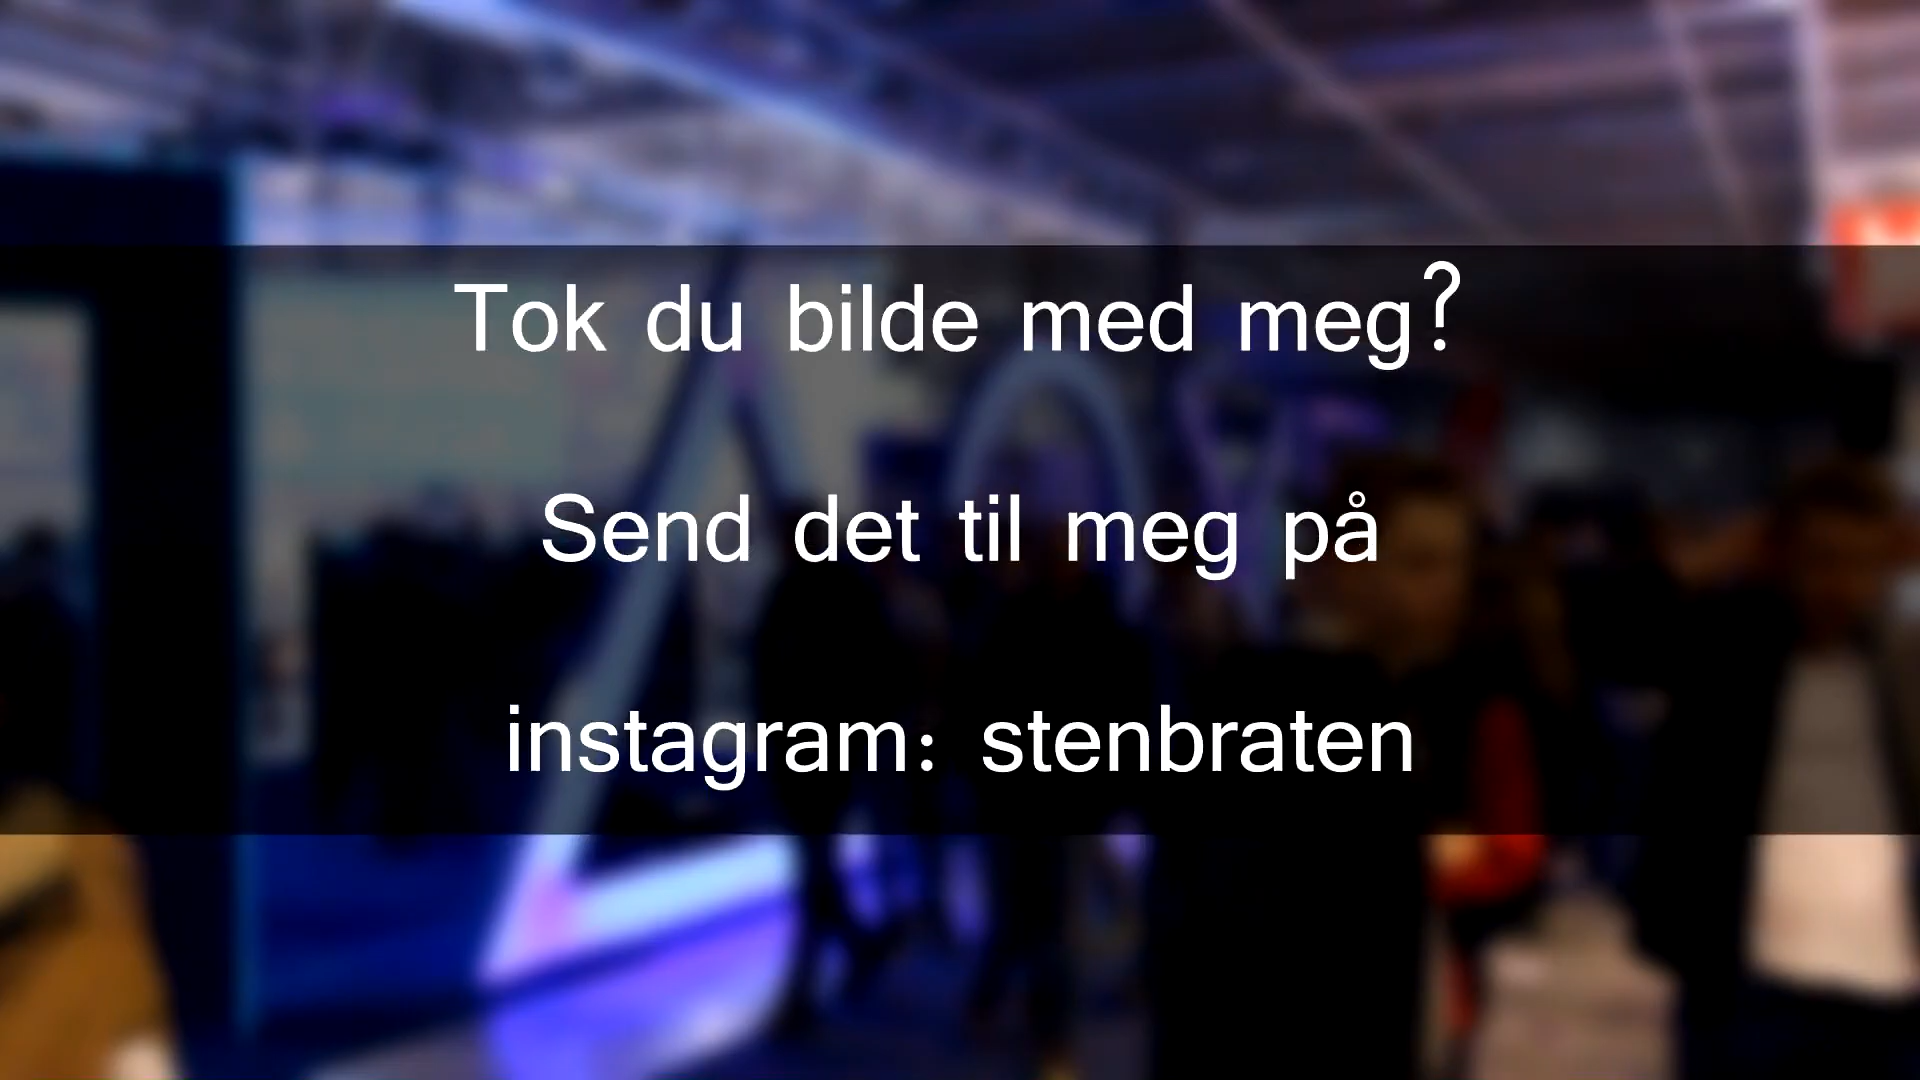 Tok du bilde med meg?
Send det til meg på
instagram: stenbraten